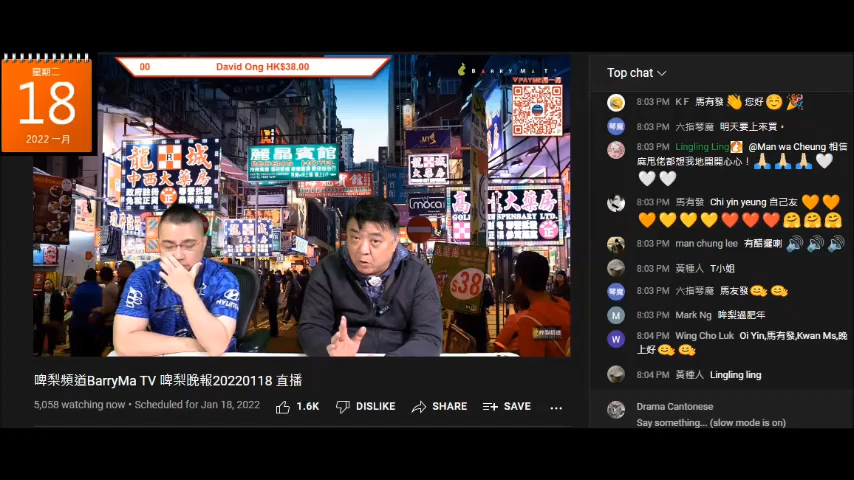 星期二
18
2022 一月
00
David Ong HK$38.00
BARRYMA T
龍 R 城
中西大藥房
麗晶賓館
moca
$38
啤梨頻道BarryMa TV 啤梨晚報20220118 直播
5,058 watching now • Scheduled for Jan 18, 2022
1.6K
DISLIKE
SHARE
SAVE
Top chat
8:03 PM K F 馬有發👋您好😊🎉
8:03 PM 六指琴魔 明天要上來買。
8:03 PM Lingling Ling @Man wa Cheung 相信
庭甩佬都想我地開開心心！🙏🙏🙏🤍
🤍🤍
8:03 PM 馬有發 Chi yin yeung 自己友 🧡🧡
🧡💛💛💛❤️❤️❤️🤗🤗🤗
8:03 PM man chung lee 有酾攞喇 🔊🔊🔊
8:03 PM 黃種人 T小姐
8:03 PM 六指琴魔 馬友發
8:03 PM Mark Ng 啤梨過肥年
8:04 PM Wing Cho Luk Oi Yin,馬有發,Kwan Ms,晚
上好
8:04 PM 黃種人 Lingling ling
Drama Cantonese
Say something... (slow mode is on)